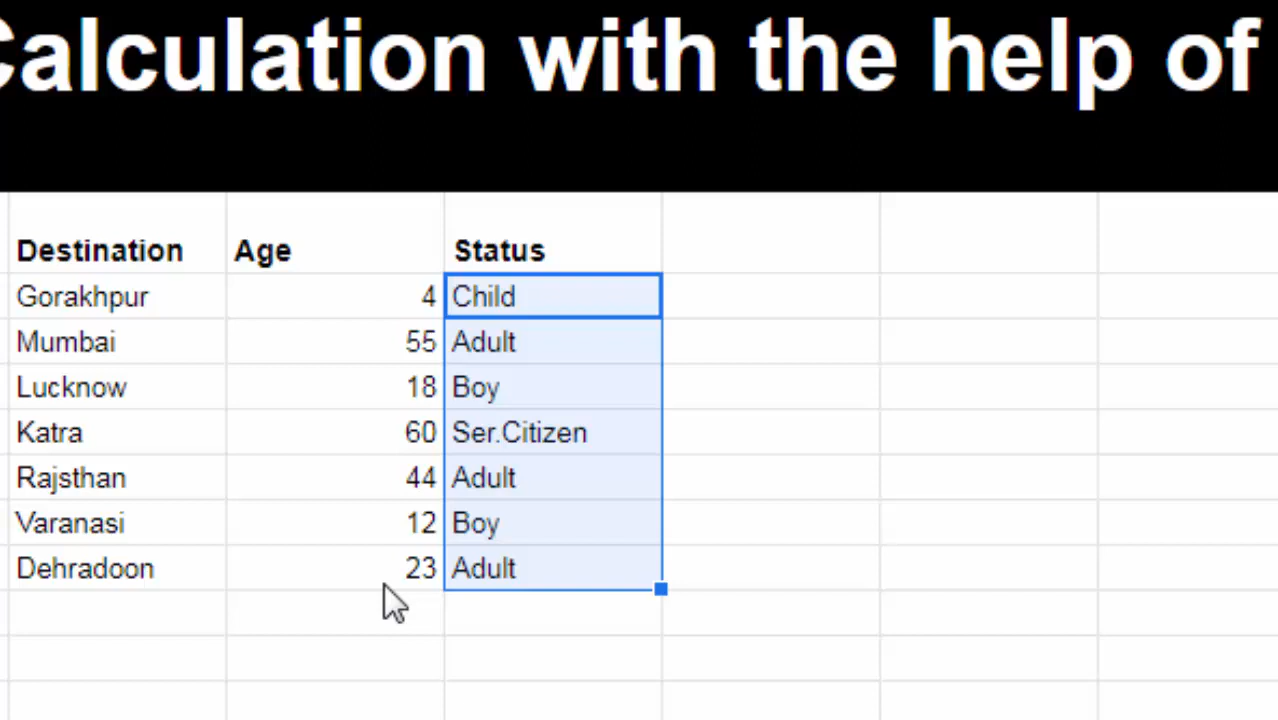 Calculation with the help of
Destination Age Status
Gorakhpur 4 Child
Mumbai 55 Adult
Lucknow 18 Boy
Katra 60 Ser.Citizen
Rajsthan 44 Adult
Varanasi 12 Boy
Dehradoon 23 Adult